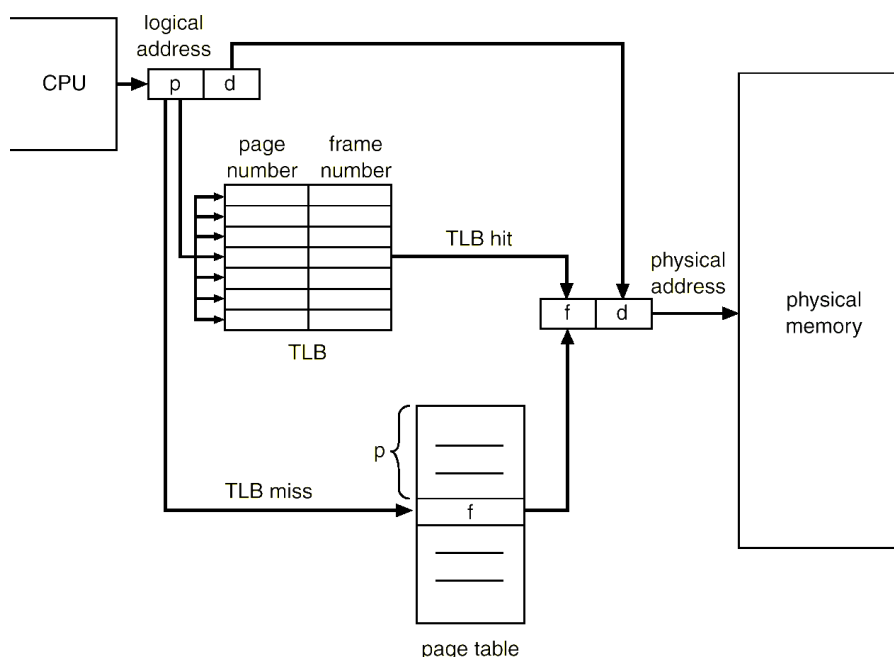 logical
address
CPU
p d
page
number
frame
number
TLB hit
TLB
physical
address
f d
physical
memory
p
TLB miss
f
page table